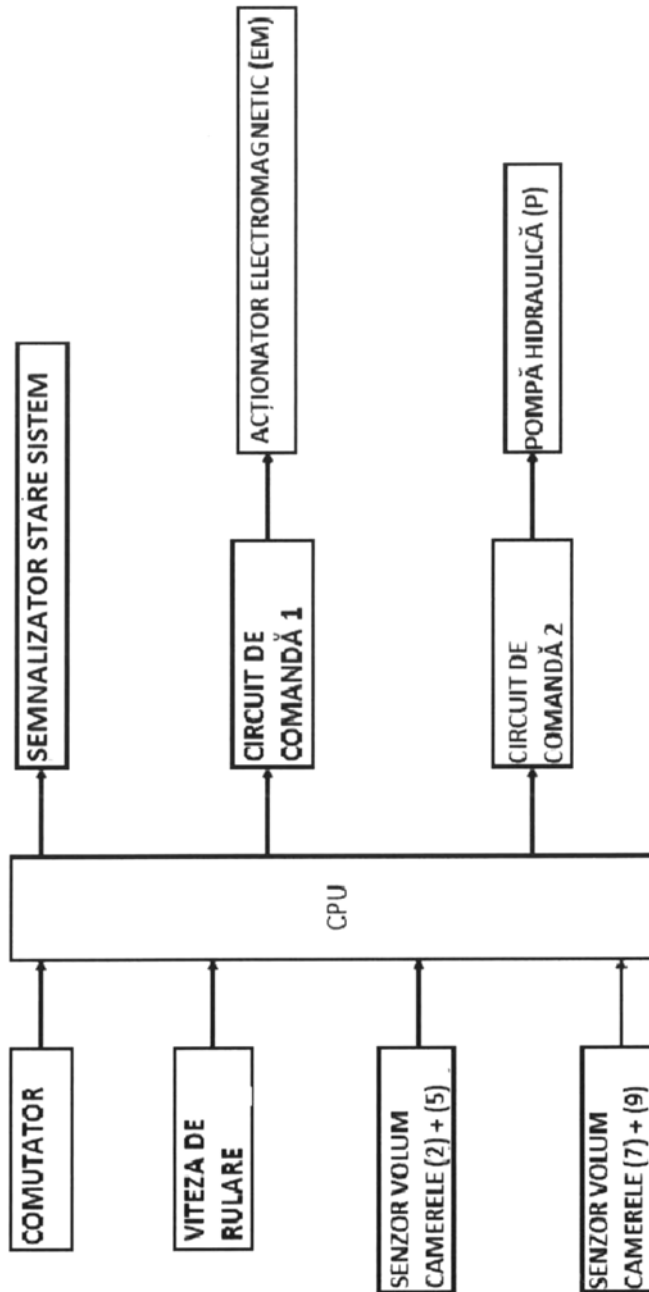 COMUTATOR
VITEZA DE
RULARE
SENZOR VOLUM
CAMERELE (2) + (5)
SENZOR VOLUM
CAMERELE (7) + (9)
CPU
SEMNALIZATOR STARE SISTEM
CIRCUIT DE
COMANDĂ 1
ACȚIONATOR ELECTROMAGNETIC (EM)
CIRCUIT DE
COMANDĂ 2
POMPĂ HIDRAULICĂ (P)